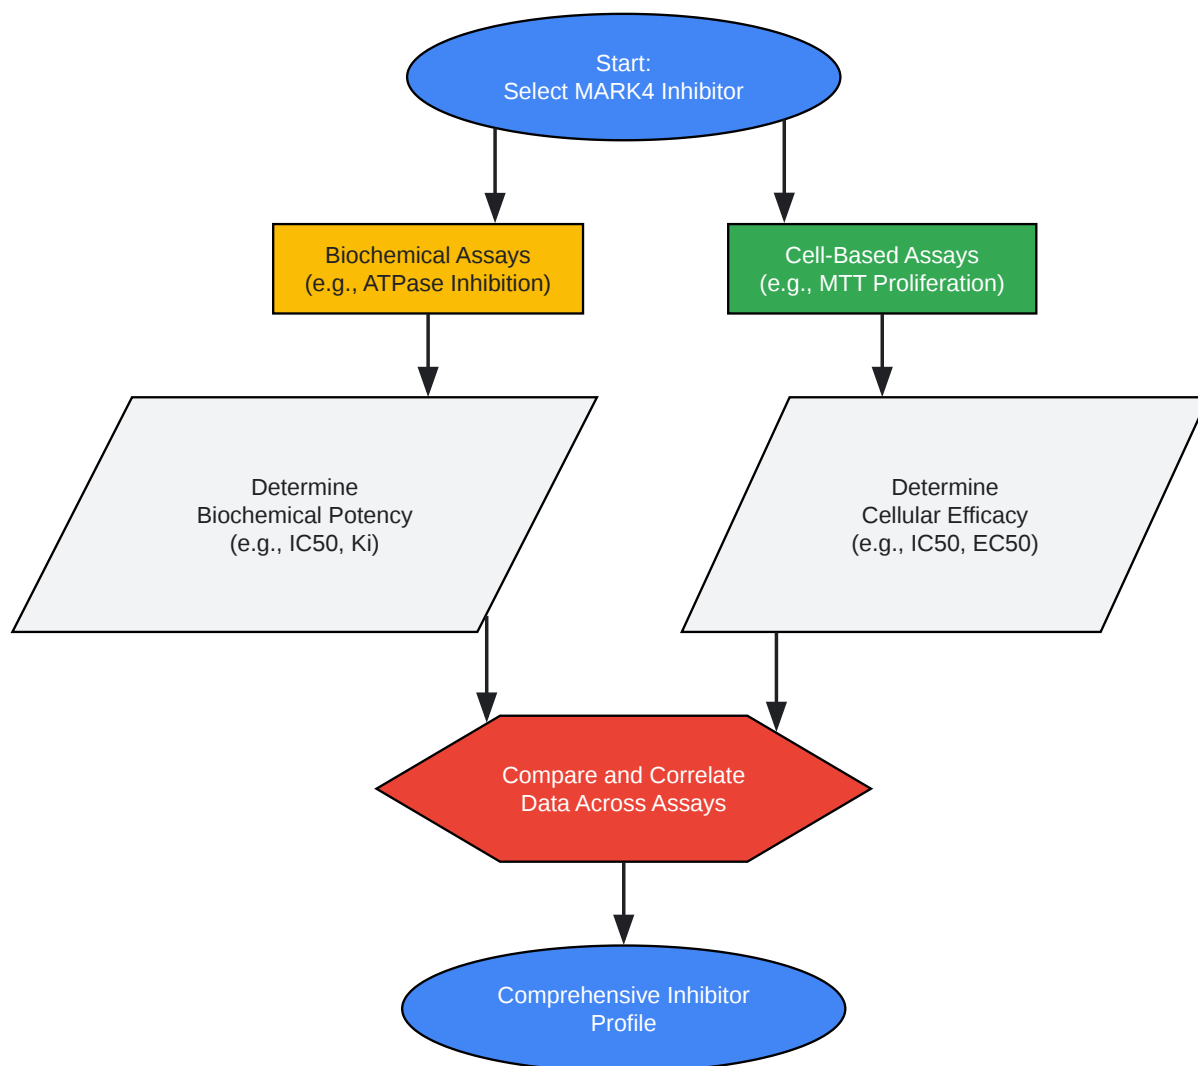 Start:
Select MARK4 Inhibitor
Biochemical Assays
(e.g., ATPase Inhibition)
Cell-Based Assays
(e.g., MTT Proliferation)
Determine
Biochemical Potency
(e.g., IC50, Ki)
Determine
Cellular Efficacy
(e.g., IC50, EC50)
Compare and Correlate
Data Across Assays
Comprehensive Inhibitor
Profile